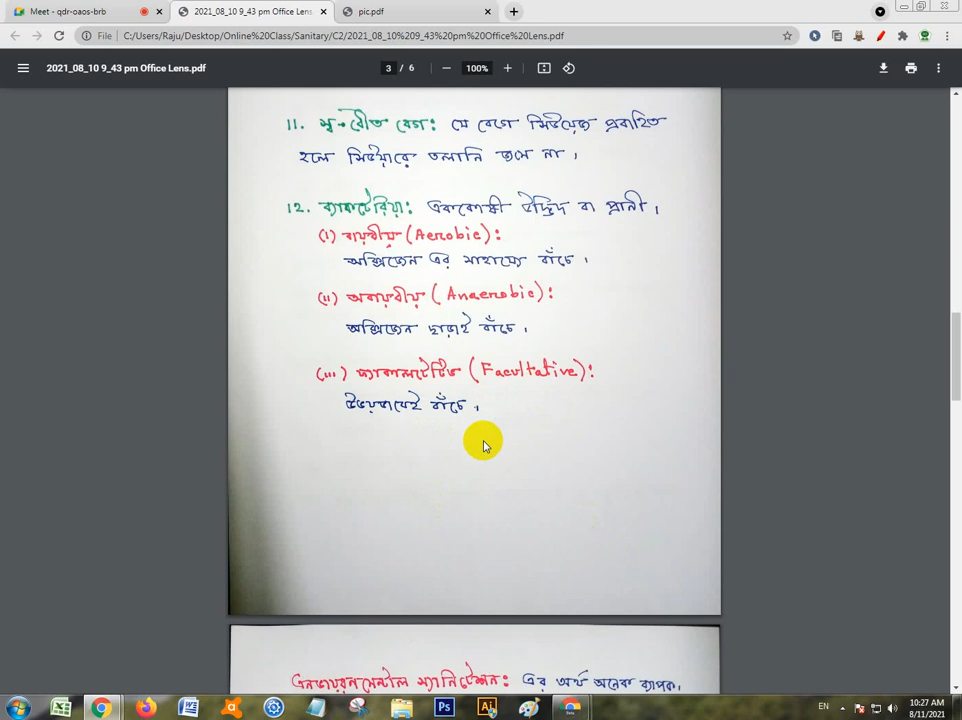 Meet - qdr-oaos-brb
2021_08_10 9_43 pm Office Lens
pic.pdf
File
C:/Users/Raju/Desktop/Online%20Class/Sanitary/C2/2021_08_10%209_43%20pm%20Office%20Lens.pdf
2021_08_10 9_43 pm Office Lens.pdf
3 / 6
100%
11. স্ব-ধৌত বেগ: যে বেগে সিউয়েজ প্রবাহিত
হলে সিউয়ারে তলানি জমে না।
12. ব্যাকটেরিয়া: এককোষী উদ্ভিদ বা প্রানী।
(i) বায়বীয় (Aerobic):
অক্সিজেন এর সাহায্যে বাঁচে।
(ii) অবায়বীয় (Anaerobic):
অক্সিজেন ছাড়াই বাঁচে।
(iii) ফ্যাকালটেটিভ (Facultative):
উভয়ভাবেই বাঁচে।
এনভায়রনমেন্টাল স্যানিটেশন: এর অর্থ অনেক ব্যাপক।
EN
10:27 AM
8/11/2021